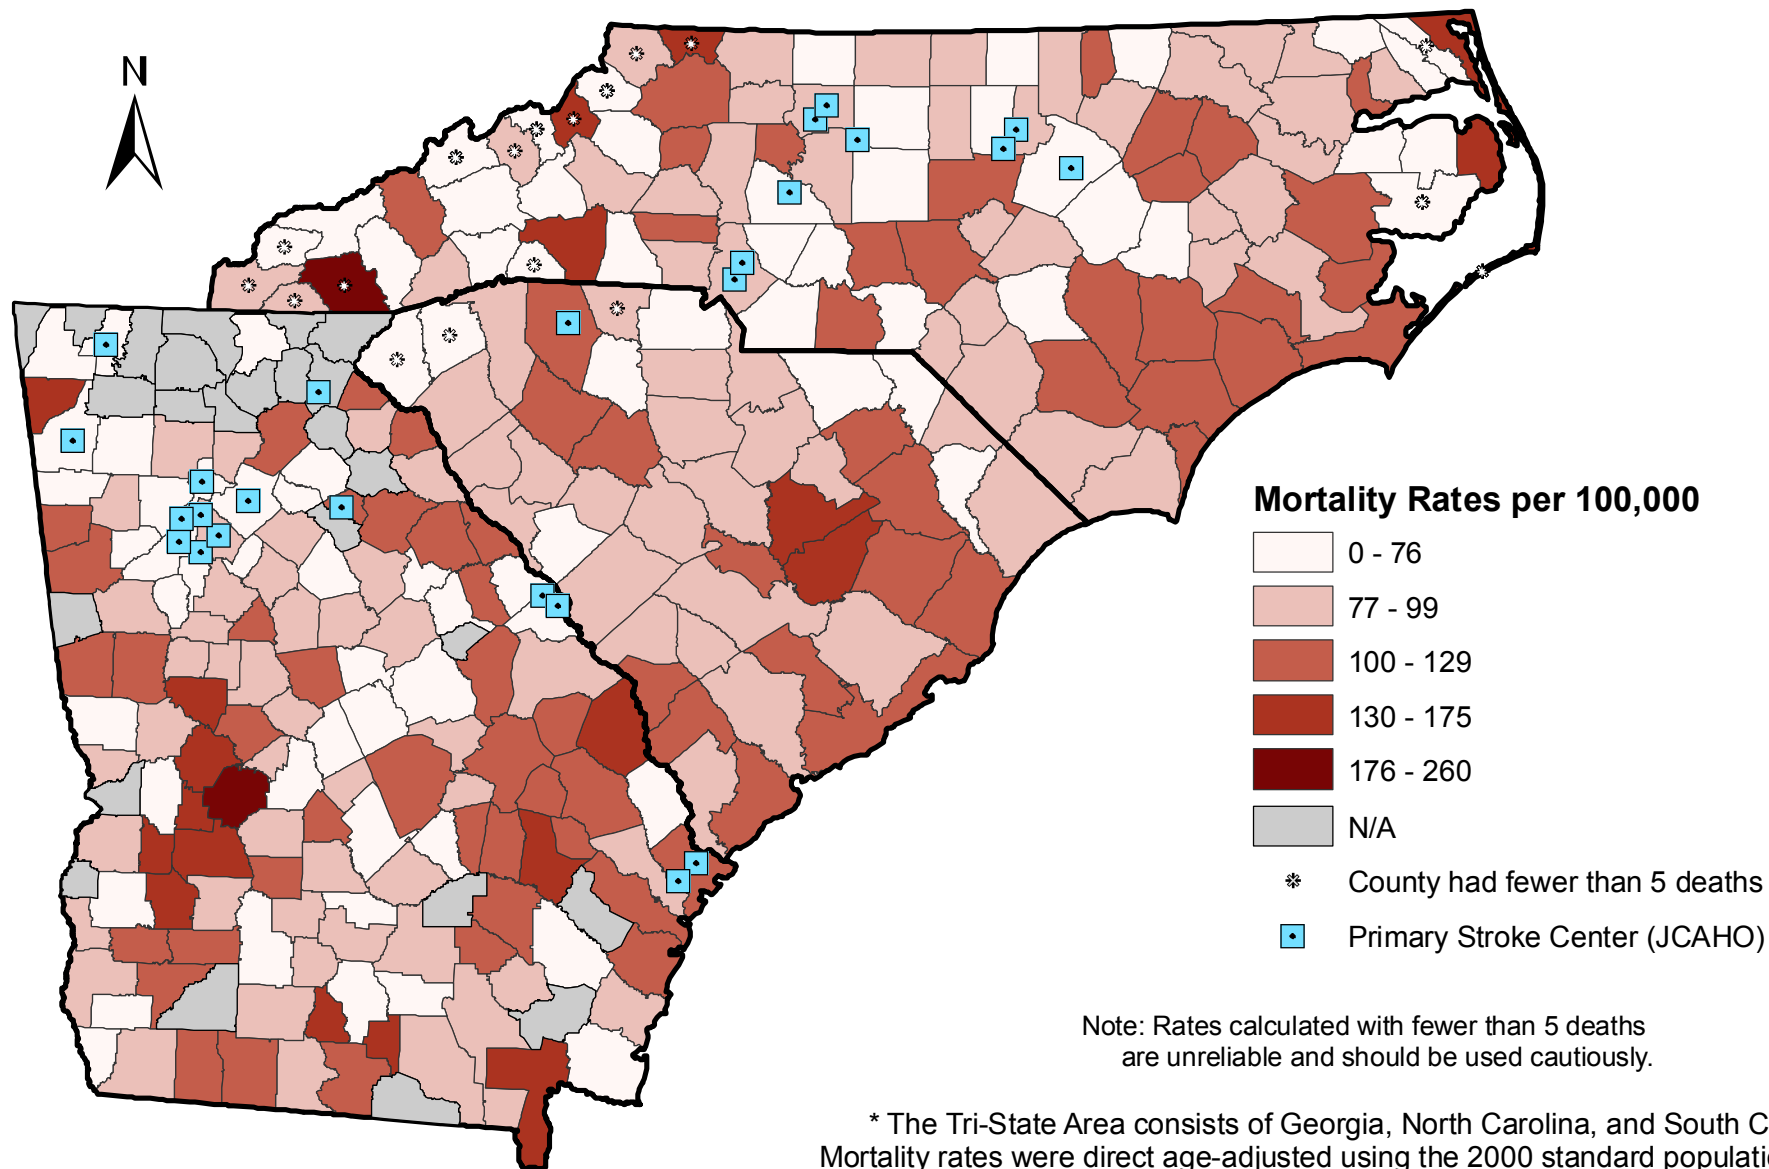 N
Mortality Rates per 100,000
0 - 76
77 - 99
100 - 129
130 - 175
176 - 260
N/A
County had fewer than 5 deaths
Primary Stroke Center (JCAHO)
Note: Rates calculated with fewer than 5 deaths
are unreliable and should be used cautiously.
* The Tri-State Area consists of Georgia, North Carolina, and South C
Mortality rates were direct age-adjusted using the 2000 standard populati